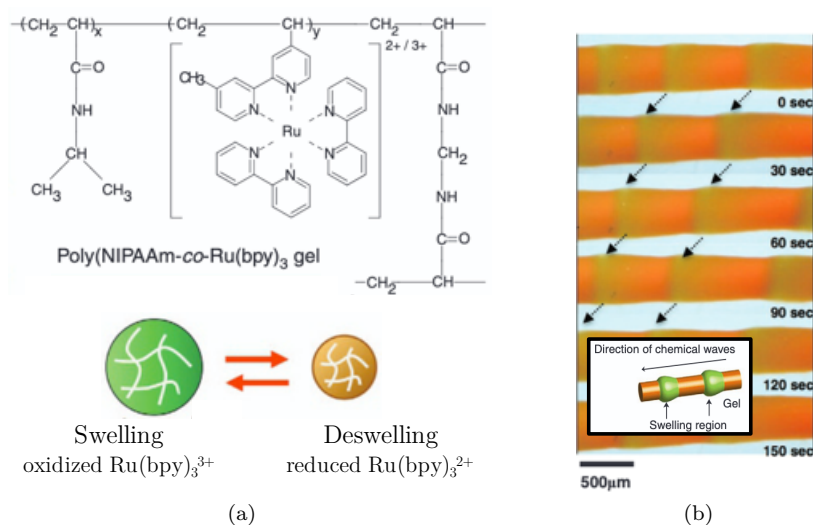 (CH₂ CH)x (CH₂ CH)y CH₂ CH
2+ / 3+
C=O CH₃ N N C=O
NH N Ru N NH
CH N N CH₂
CH₃ CH₃ NH
C=O
Poly(NIPAAm-co-Ru(bpy)₃ gel
CH₂ CH
Swelling
oxidized Ru(bpy)₃³⁺
Deswelling
reduced Ru(bpy)₃²⁺
(a)
0 sec
30 sec
60 sec
90 sec
120 sec
150 sec
Direction of chemical waves
Gel
Swelling region
500μm
(b)